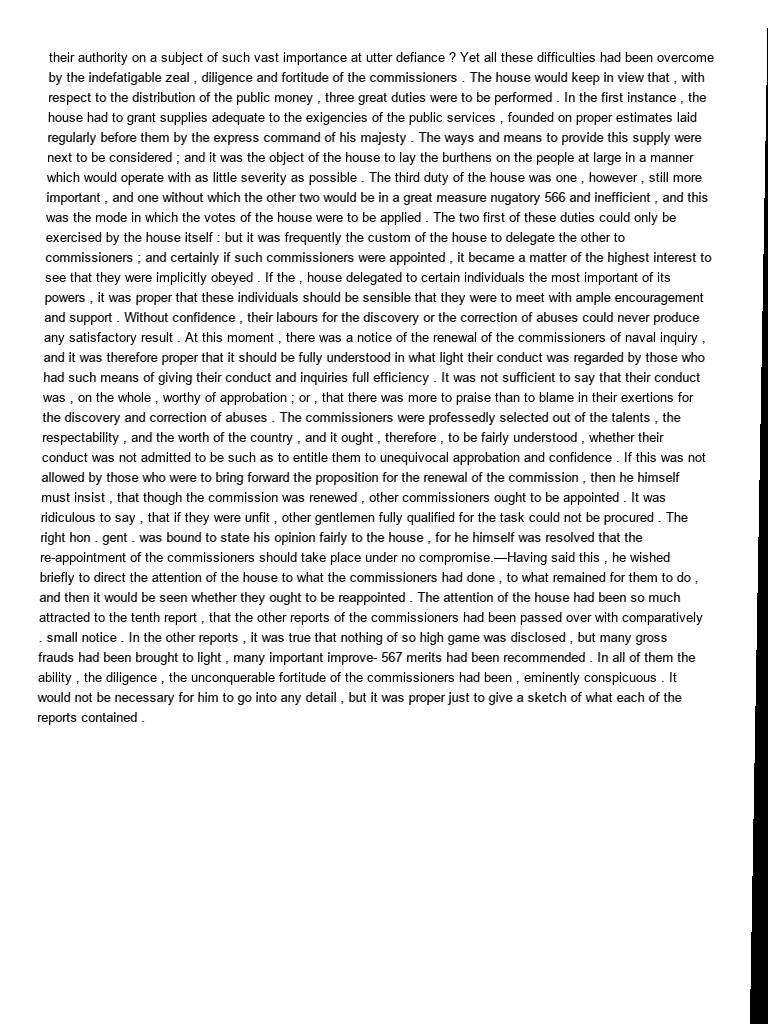 their authority on a subject of such vast importance at utter defiance ? Yet all these difficulties had been overcome
by the indefatigable zeal , diligence and fortitude of the commissioners . The house would keep in view that , with
respect to the distribution of the public money , three great duties were to be performed . In the first instance , the
house had to grant supplies adequate to the exigencies of the public services , founded on proper estimates laid
regularly before them by the express command of his majesty . The ways and means to provide this supply were
next to be considered ; and it was the object of the house to lay the burthens on the people at large in a manner
which would operate with as little severity as possible . The third duty of the house was one , however , still more
important , and one without which the other two would be in a great measure nugatory 566 and inefficient , and this
was the mode in which the votes of the house were to be applied . The two first of these duties could only be
exercised by the house itself : but it was frequently the custom of the house to delegate the other to
commissioners ; and certainly if such commissioners were appointed , it became a matter of the highest interest to
see that they were implicitly obeyed . If the , house delegated to certain individuals the most important of its
powers , it was proper that these individuals should be sensible that they were to meet with ample encouragement
and support . Without confidence , their labours for the discovery or the correction of abuses could never produce
any satisfactory result . At this moment , there was a notice of the renewal of the commissioners of naval inquiry ,
and it was therefore proper that it should be fully understood in what light their conduct was regarded by those who
had such means of giving their conduct and inquiries full efficiency . It was not sufficient to say that their conduct
was , on the whole , worthy of approbation ; or , that there was more to praise than to blame in their exertions for
the discovery and correction of abuses . The commissioners were professedly selected out of the talents , the
respectability , and the worth of the country , and it ought , therefore , to be fairly understood , whether their
conduct was not admitted to be such as to entitle them to unequivocal approbation and confidence . If this was not
allowed by those who were to bring forward the proposition for the renewal of the commission , then he himself
must insist , that though the commission was renewed , other commissioners ought to be appointed . It was
ridiculous to say , that if they were unfit , other gentlemen fully qualified for the task could not be procured . The
right hon . gent . was bound to state his opinion fairly to the house , for he himself was resolved that the
re-appointment of the commissioners should take place under no compromise.—Having said this , he wished
briefly to direct the attention of the house to what the commissioners had done , to what remained for them to do ,
and then it would be seen whether they ought to be reappointed . The attention of the house had been so much
attracted to the tenth report , that the other reports of the commissioners had been passed over with comparatively
. small notice . In the other reports , it was true that nothing of so high game was disclosed , but many gross
frauds had been brought to light , many important improve- 567 merits had been recommended . In all of them the
ability , the diligence , the unconquerable fortitude of the commissioners had been , eminently conspicuous . It
would not be necessary for him to go into any detail , but it was proper just to give a sketch of what each of the
reports contained .